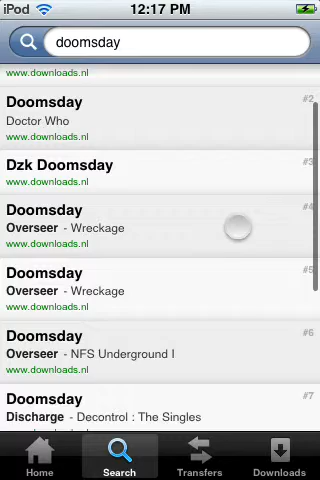 iPod 12:17 PM
doomsday
www.downloads.nl
#2
Doomsday
Doctor Who
www.downloads.nl
#3
Dzk Doomsday
www.downloads.nl
#4
Doomsday
Overseer - Wreckage
www.downloads.nl
#5
Doomsday
Overseer - Wreckage
www.downloads.nl
#6
Doomsday
Overseer - NFS Underground I
www.downloads.nl
#7
Doomsday
Discharge - Decontrol : The Singles
Home Search Transfers Downloads